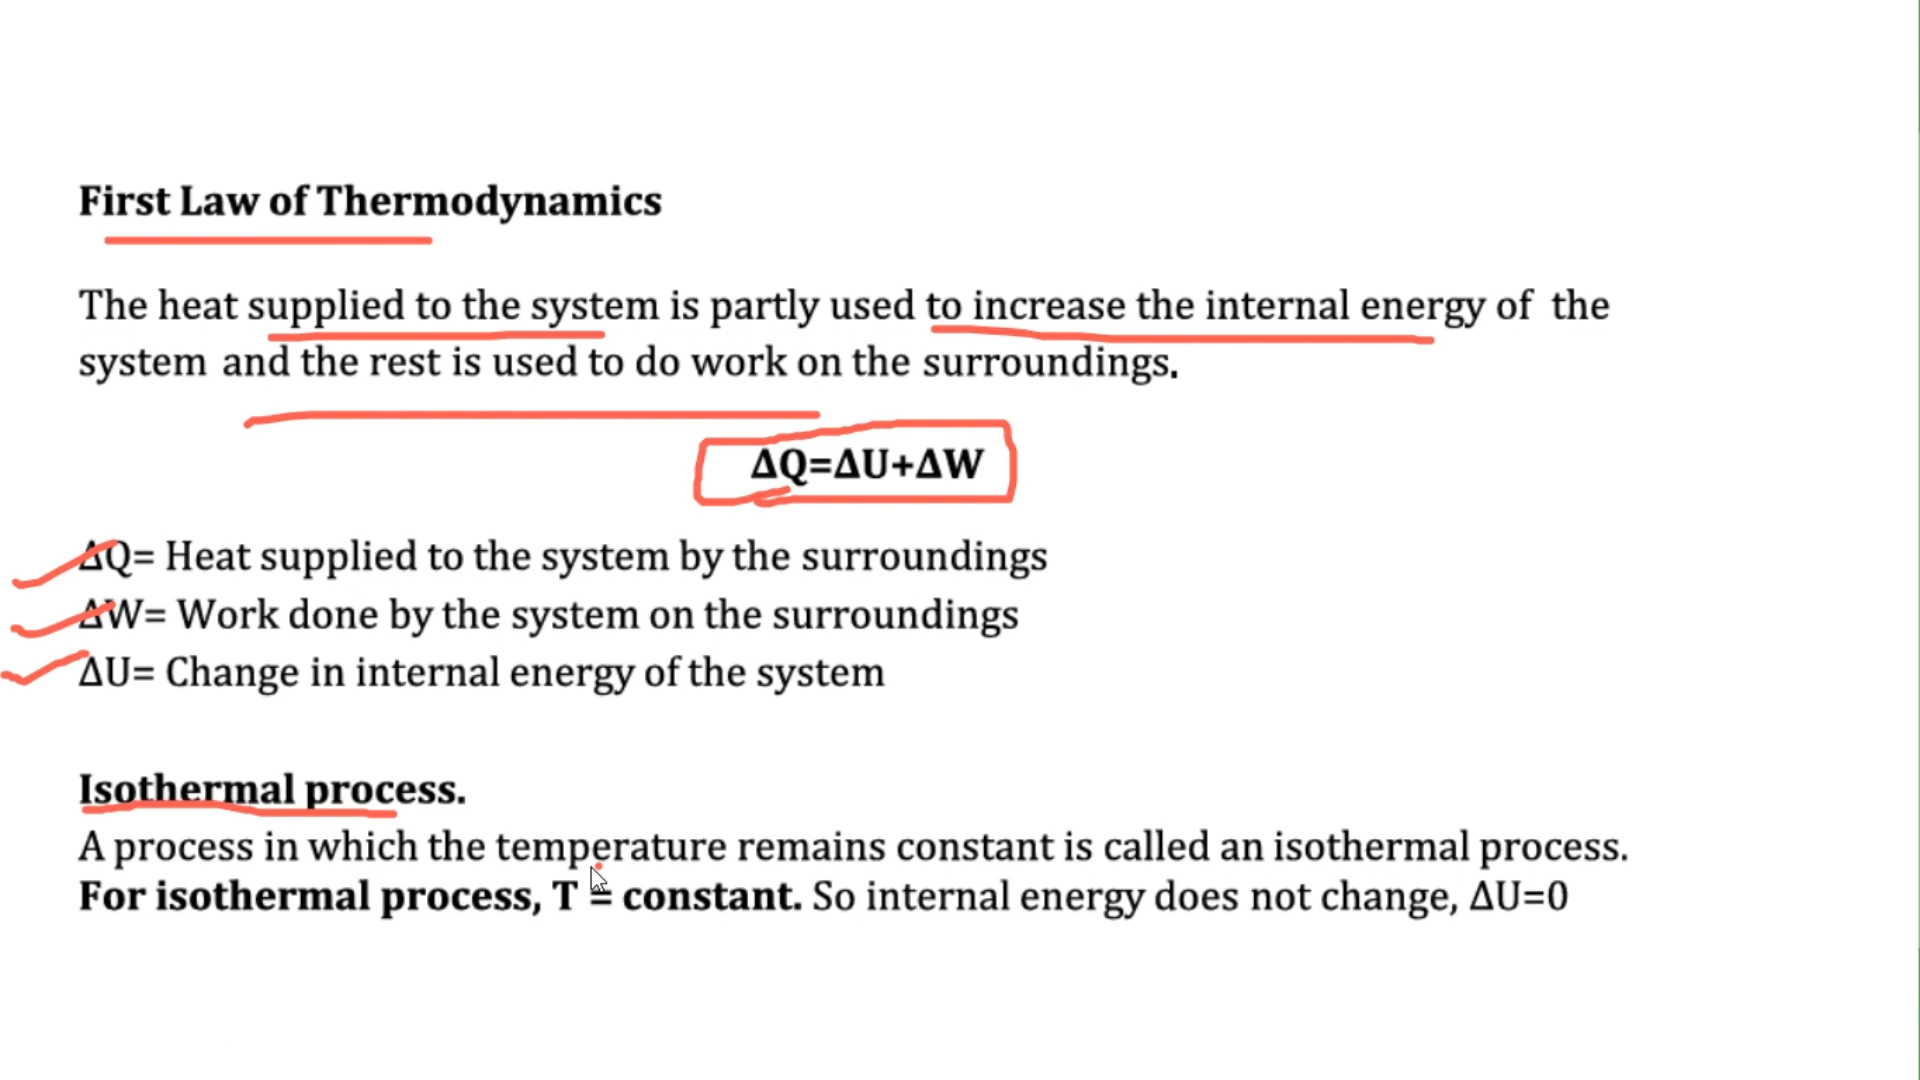 First Law of Thermodynamics
The heat supplied to the system is partly used to increase the internal energy of the
system and the rest is used to do work on the surroundings.
ΔQ=ΔU+ΔW
ΔQ= Heat supplied to the system by the surroundings
ΔW= Work done by the system on the surroundings
ΔU= Change in internal energy of the system
Isothermal process.
A process in which the temperature remains constant is called an isothermal process.
For isothermal process, T = constant. So internal energy does not change, ΔU=0